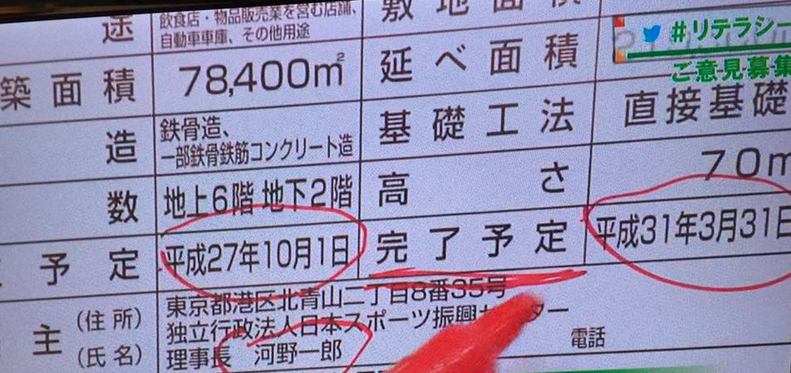 途 飲食店・物品販売業を営む店舗、 敷地面積
自動車車庫、その他用途
築面積 78,400㎡ 延べ面積
造 鉄骨造、 基礎工法 直接基礎
一部鉄骨鉄筋コンクリート造
数 地上6階 地下2階 高さ 70m
予定 平成27年10月1日 完了予定 平成31年3月31日
主 (住所) 東京都港区北青山二丁目8番35号
独立行政法人日本スポーツ振興センター
(氏名) 理事長 河野一郎 電話
#リテラシー
ご意見募集